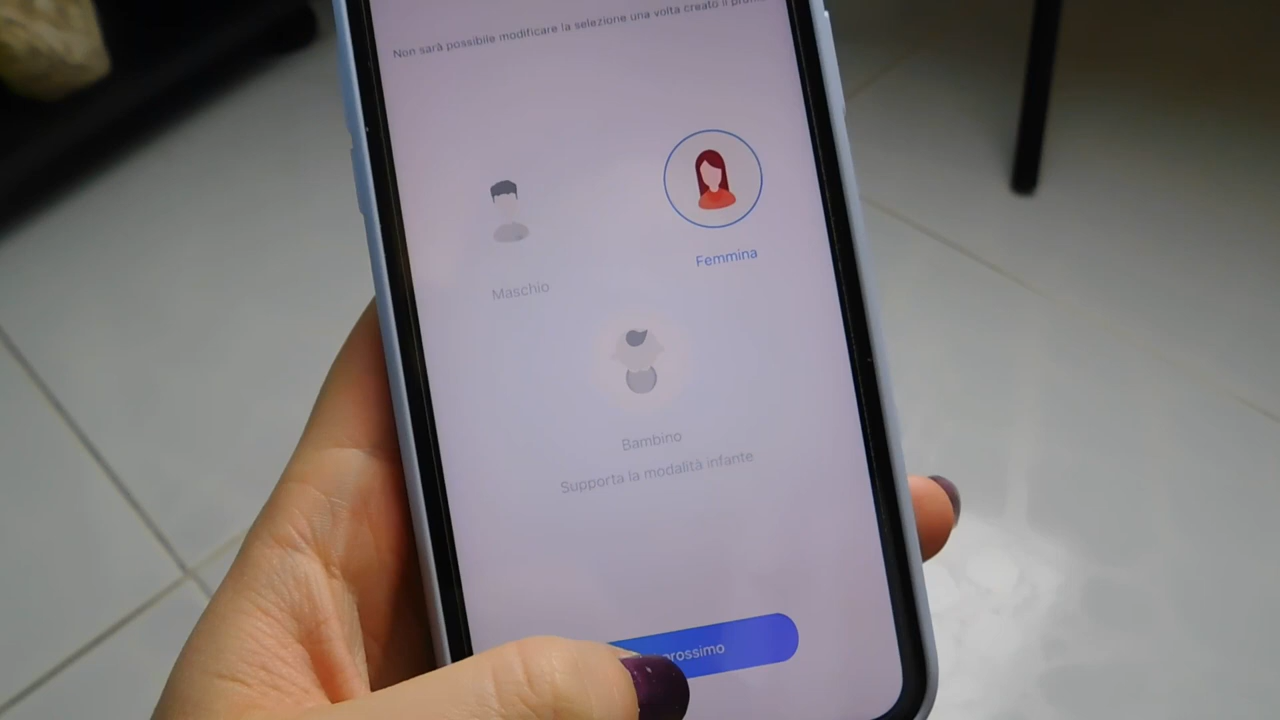 Non sarà possibile modificare la selezione una volta creato il
Femmina
Maschio
Bambino
Supporta la modalità infante